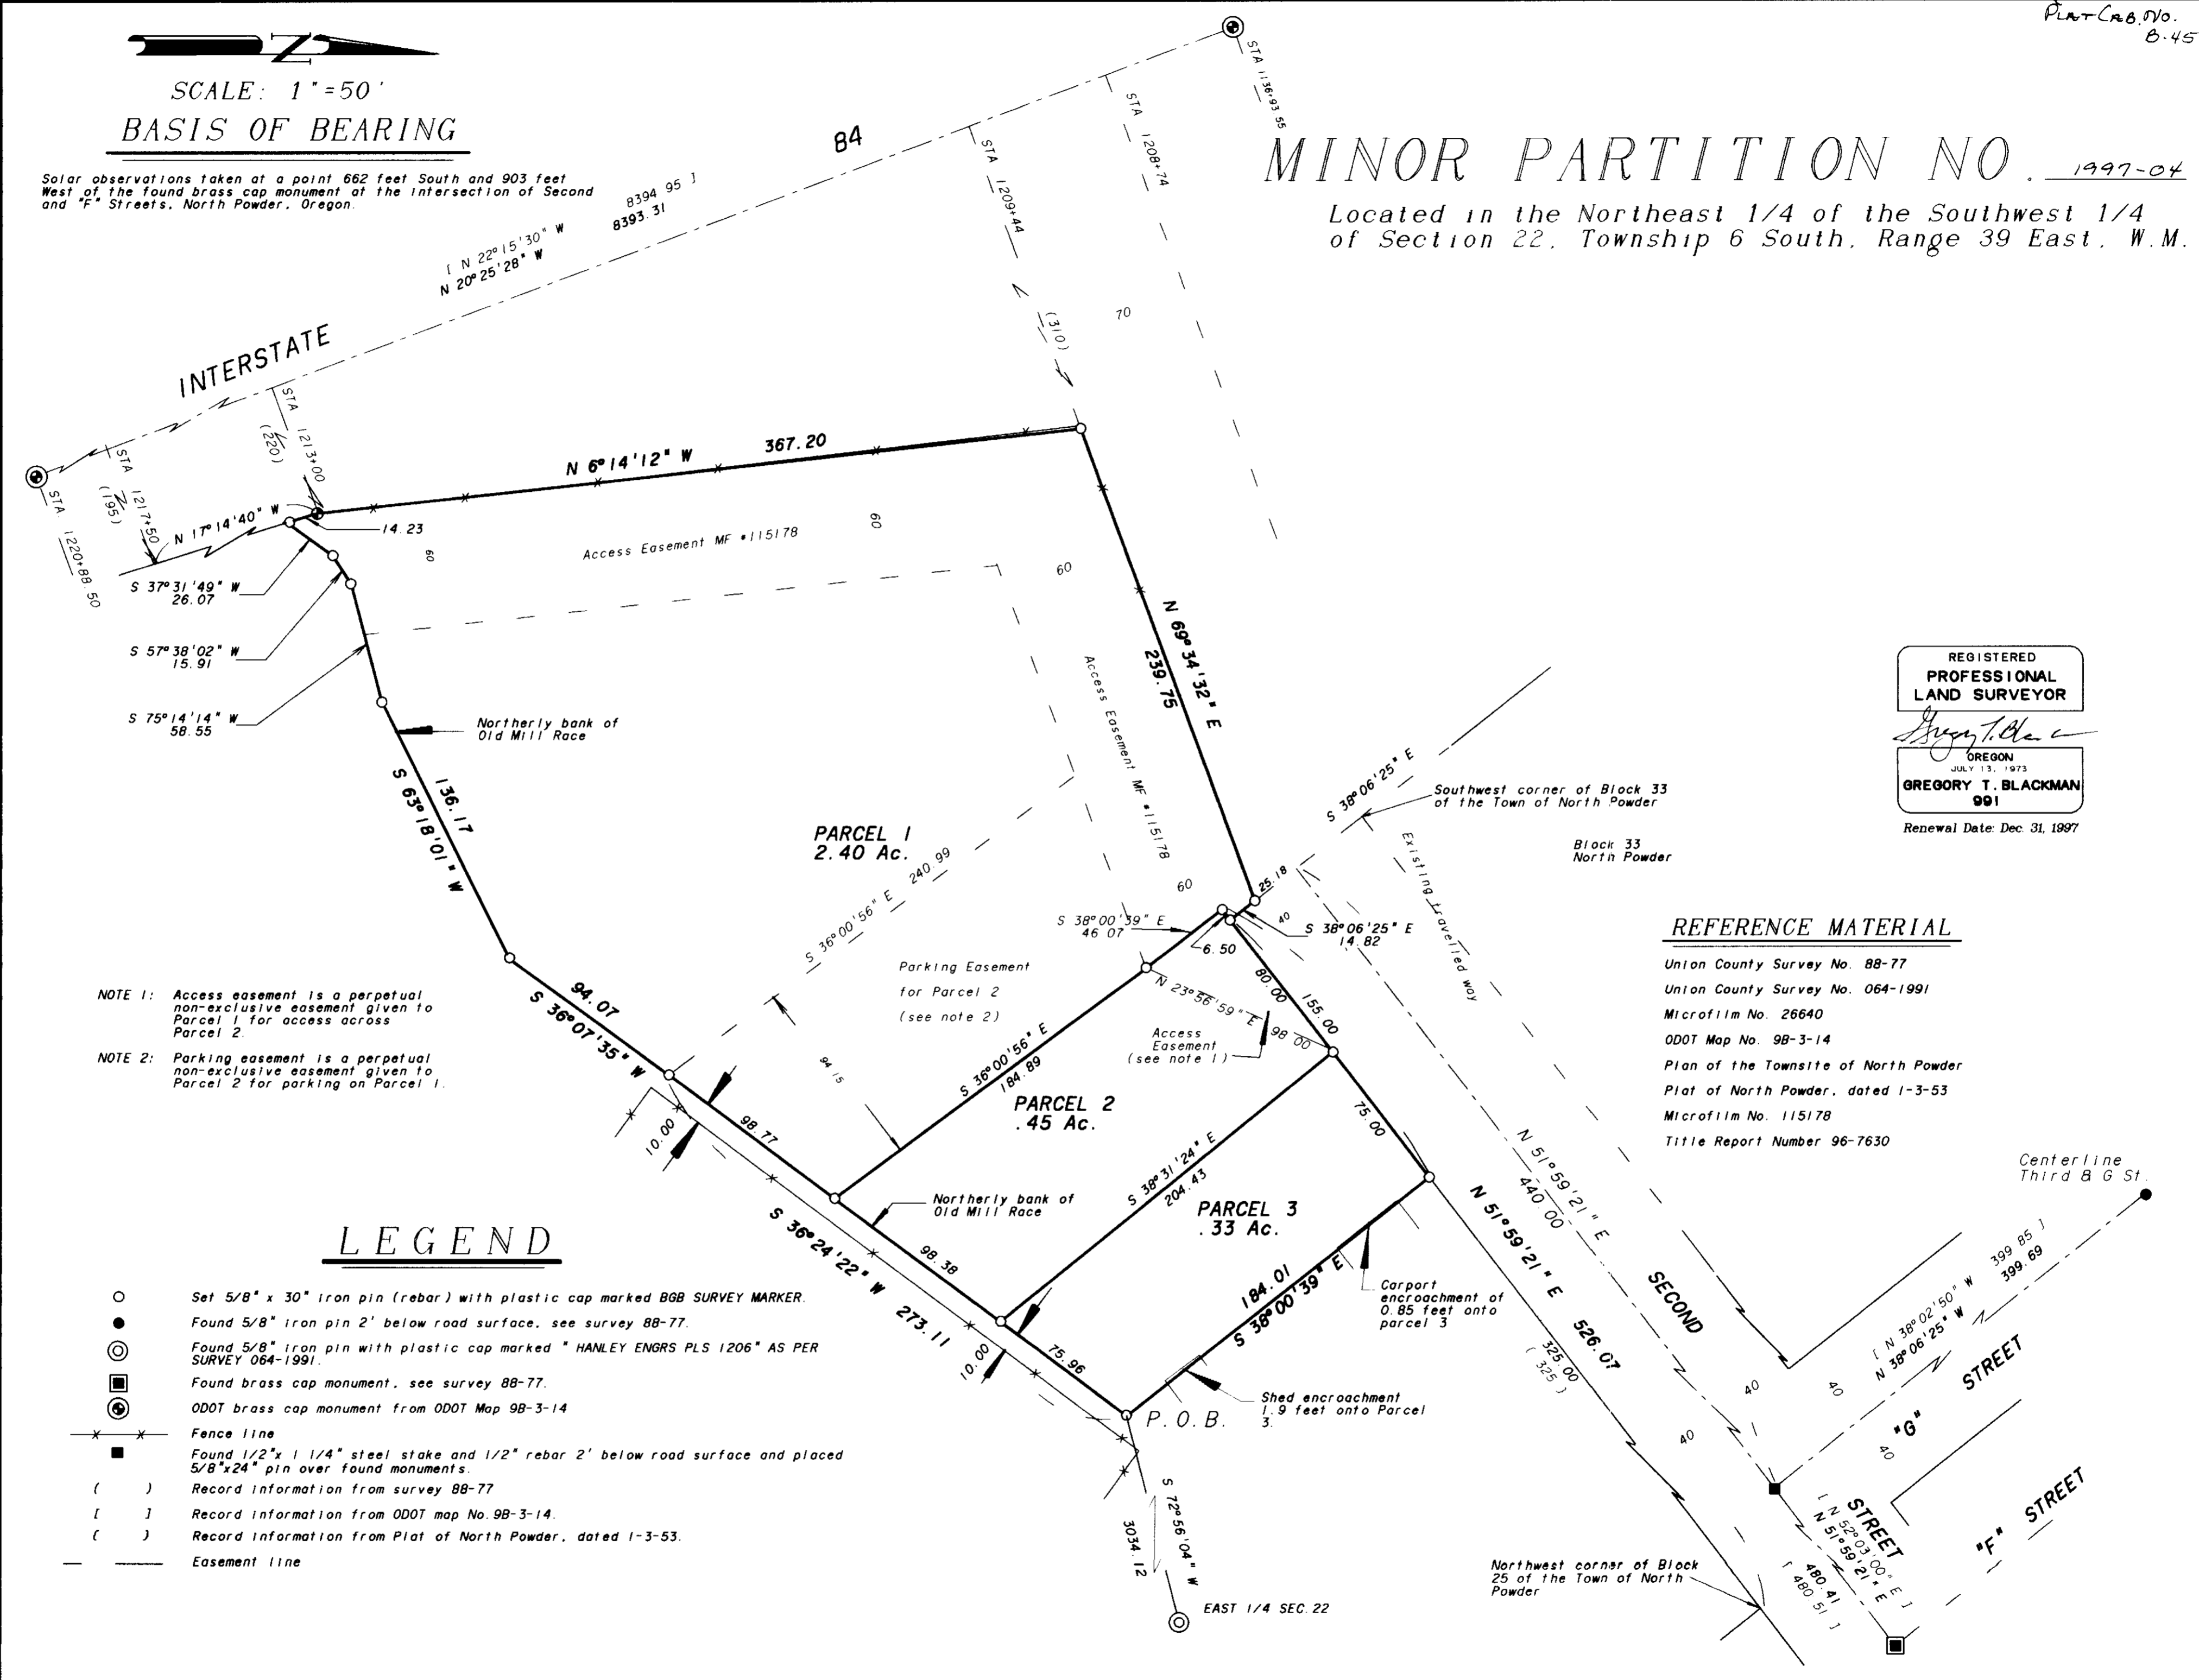 PLAT CAB. NO.
B-45
N
SCALE: 1"=50'
BASIS OF BEARING
Solar observations taken at a point 662 feet South and 903 feet
West of the found brass cap monument at the intersection of Second
and "F" Streets, North Powder, Oregon.
MINOR PARTITION NO. 1997-04
Located in the Northeast 1/4 of the Southwest 1/4
of Section 22, Township 6 South, Range 39 East, W.M.
INTERSTATE
84
[ N 22°15'30" W
8394.95 ]
N 20°25'28" W
8393.31
STA 1136+93.55
STA 1208+74
STA 1209+44
(310)
70
STA 1213+00
(220)
STA 1217+50
(195)
STA 1220+88.50
N 17°14'40" W
14.23
N 6°14'12" W
367.20
60
60
Access Easement MF #115178
60
S 37°31'49" W
26.07
S 57°38'02" W
15.91
S 75°14'14" W
58.55
Northerly bank of
Old Mill Race
136.17
S 63°18'01" W
N 69°34'32" E
239.75
Access Easement MF #115178
60
PARCEL 1
2.40 Ac.
S 36°00'56" E 240.99
S 38°06'25" E
Southwest corner of Block 33
of the Town of North Powder
Block 33
North Powder
Existing travelled way
REGISTERED
PROFESSIONAL
LAND SURVEYOR
Gregory T. Blackman
OREGON
JULY 13, 1973
GREGORY T. BLACKMAN
991
Renewal Date: Dec. 31, 1997
25.18
40
S 38°00'39" E
46.07
6.50
S 38°06'25" E
14.82
Parking Easement
for Parcel 2
(see note 2)
N 23°56'59" E 98.00
Access
Easement
(see note 1)
80.00
155.00
75.00
94.15
94.07
S 36°07'35" W
S 36°00'56" E
184.89
PARCEL 2
.45 Ac.
NOTE 1: Access easement is a perpetual
non-exclusive easement given to
Parcel 1 for access across
Parcel 2.
NOTE 2: Parking easement is a perpetual
non-exclusive easement given to
Parcel 2 for parking on Parcel 1.
10.00
98.77
Northerly bank of
Old Mill Race
S 38°31'24" E
204.43
PARCEL 3
.33 Ac.
98.38
S 36°24'22" W 273.11
10.00
75.96
184.01
S 38°00'39" E
Carport
encroachment of
0.85 feet onto
parcel 3
Shed encroachment
1.9 feet onto Parcel
3.
P.O.B.
S 72°56'04" W
3034.12
EAST 1/4 SEC.22
REFERENCE MATERIAL
Union County Survey No. 88-77
Union County Survey No. 064-1991
Microfilm No. 26640
ODOT Map No. 9B-3-14
Plan of the Townsite of North Powder
Plat of North Powder, dated 1-3-53
Microfilm No. 115178
Title Report Number 96-7630
Centerline
Third & G St.
N 51°59'21" E
440.00
N 51°59'21" E 526.07
325.00
( 325 )
SECOND
STREET
[ N 38°02'50" W 399.85 ]
N 38°06'25" W 399.69
"G"
STREET
40
40
40
40
[ N 52°03'00" E ]
N 51°59'21" E
480.41
[ 480.51 ]
"F" STREET
Northwest corner of Block
25 of the Town of North
Powder
LEGEND
Set 5/8" x 30" iron pin (rebar) with plastic cap marked BGB SURVEY MARKER.
Found 5/8" iron pin 2' below road surface, see survey 88-77.
Found 5/8" iron pin with plastic cap marked " HANLEY ENGRS PLS 1206" AS PER
SURVEY 064-1991.
Found brass cap monument, see survey 88-77.
ODOT brass cap monument from ODOT Map 9B-3-14
Fence line
Found 1/2"x 1 1/4" steel stake and 1/2" rebar 2' below road surface and placed
5/8"x24" pin over found monuments.
( ) Record information from survey 88-77
[ ] Record information from ODOT map No.9B-3-14.
( ) Record information from Plat of North Powder, dated 1-3-53.
Easement line